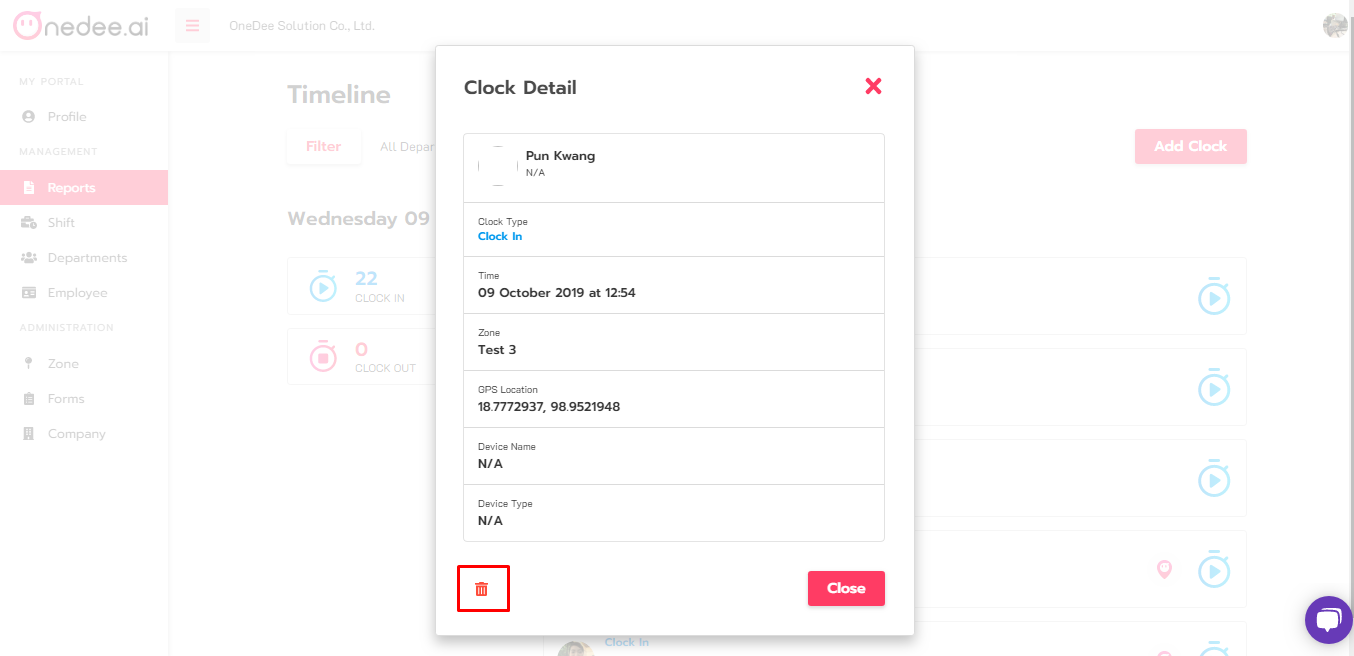 nedee.ai
OneDee Solution Co., Ltd.
MY PORTAL
Profile
MANAGEMENT
Reports
Shift
Departments
Employee
ADMINISTRATION
Zone
Forms
Company
Timeline
Filter
All Depar
Add Clock
Wednesday 09
22
CLOCK IN
0
CLOCK OUT
Clock Detail
Pun Kwang
N/A
Clock Type
Clock In
Time
09 October 2019 at 12:54
Zone
Test 3
GPS Location
18.7772937, 98.9521948
Device Name
N/A
Device Type
N/A
Close
Clock In